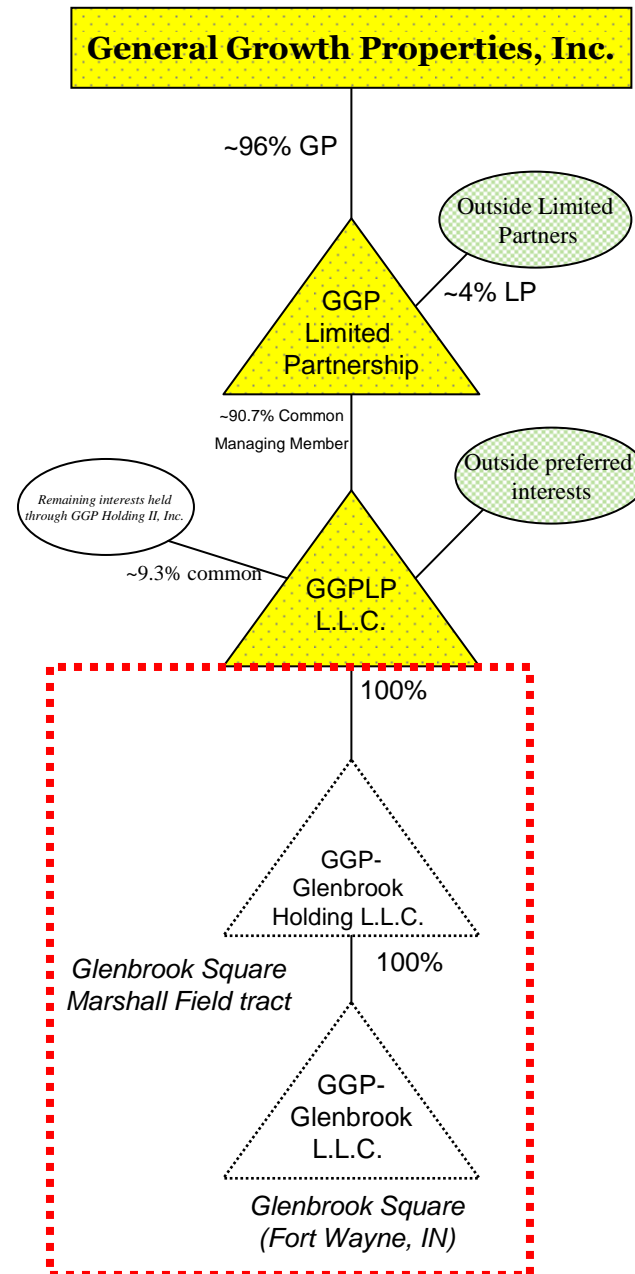 General Growth Properties, Inc.
~96% GP
Outside Limited
Partners
~4% LP
GGP
Limited
Partnership
~90.7% Common
Managing Member
Outside preferred
interests
Remaining interests held
through GGP Holding II, Inc.
~9.3% common
GGPLP
L.L.C.
100%
GGP-
Glenbrook
Holding L.L.C.
100%
Glenbrook Square
Marshall Field tract
GGP-
Glenbrook
L.L.C.
Glenbrook Square
(Fort Wayne, IN)